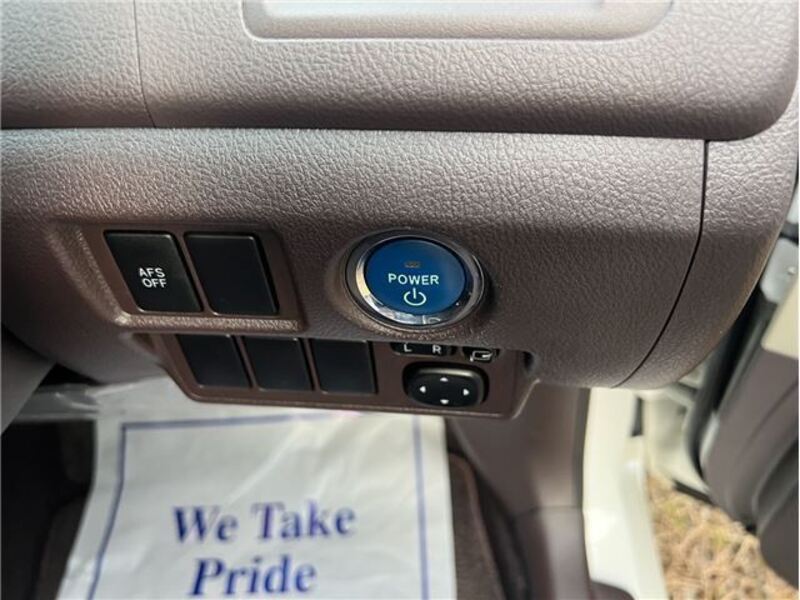 AFS
OFF
POWER
L R
We Take
Pride